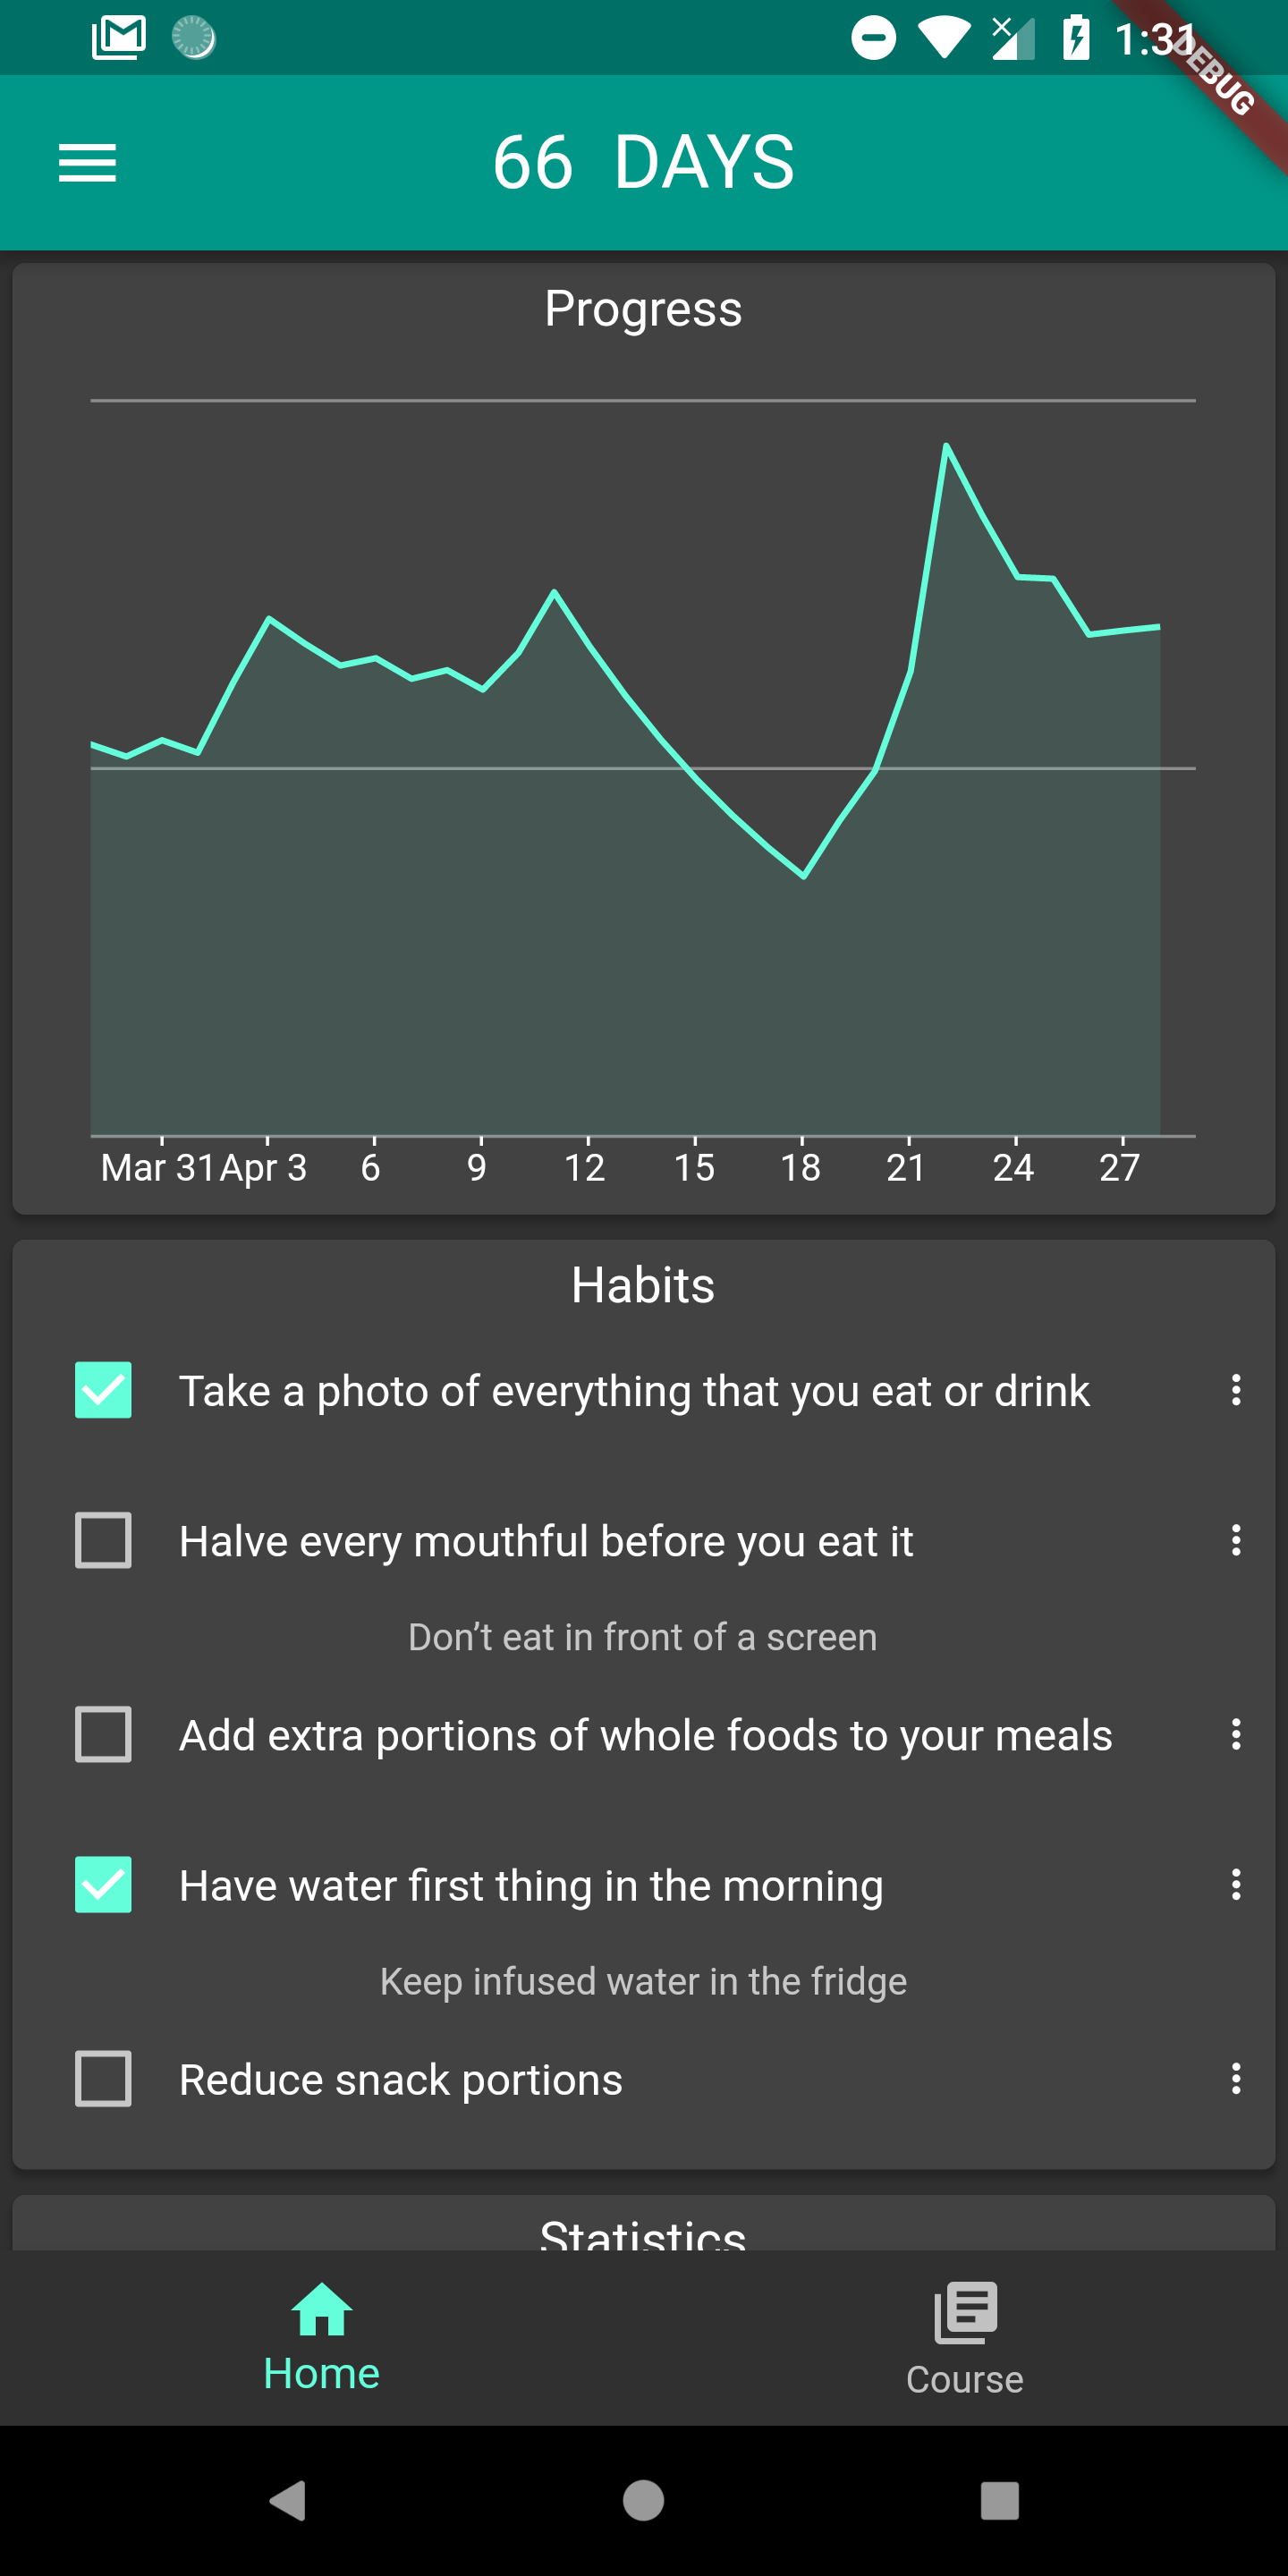 1:31
DEBUG
66 DAYS
Progress
Mar 31 Apr 3 6 9 12 15 18 21 24 27
Habits
Take a photo of everything that you eat or drink
Halve every mouthful before you eat it
Don’t eat in front of a screen
Add extra portions of whole foods to your meals
Have water first thing in the morning
Keep infused water in the fridge
Reduce snack portions
Statistics
Home Course